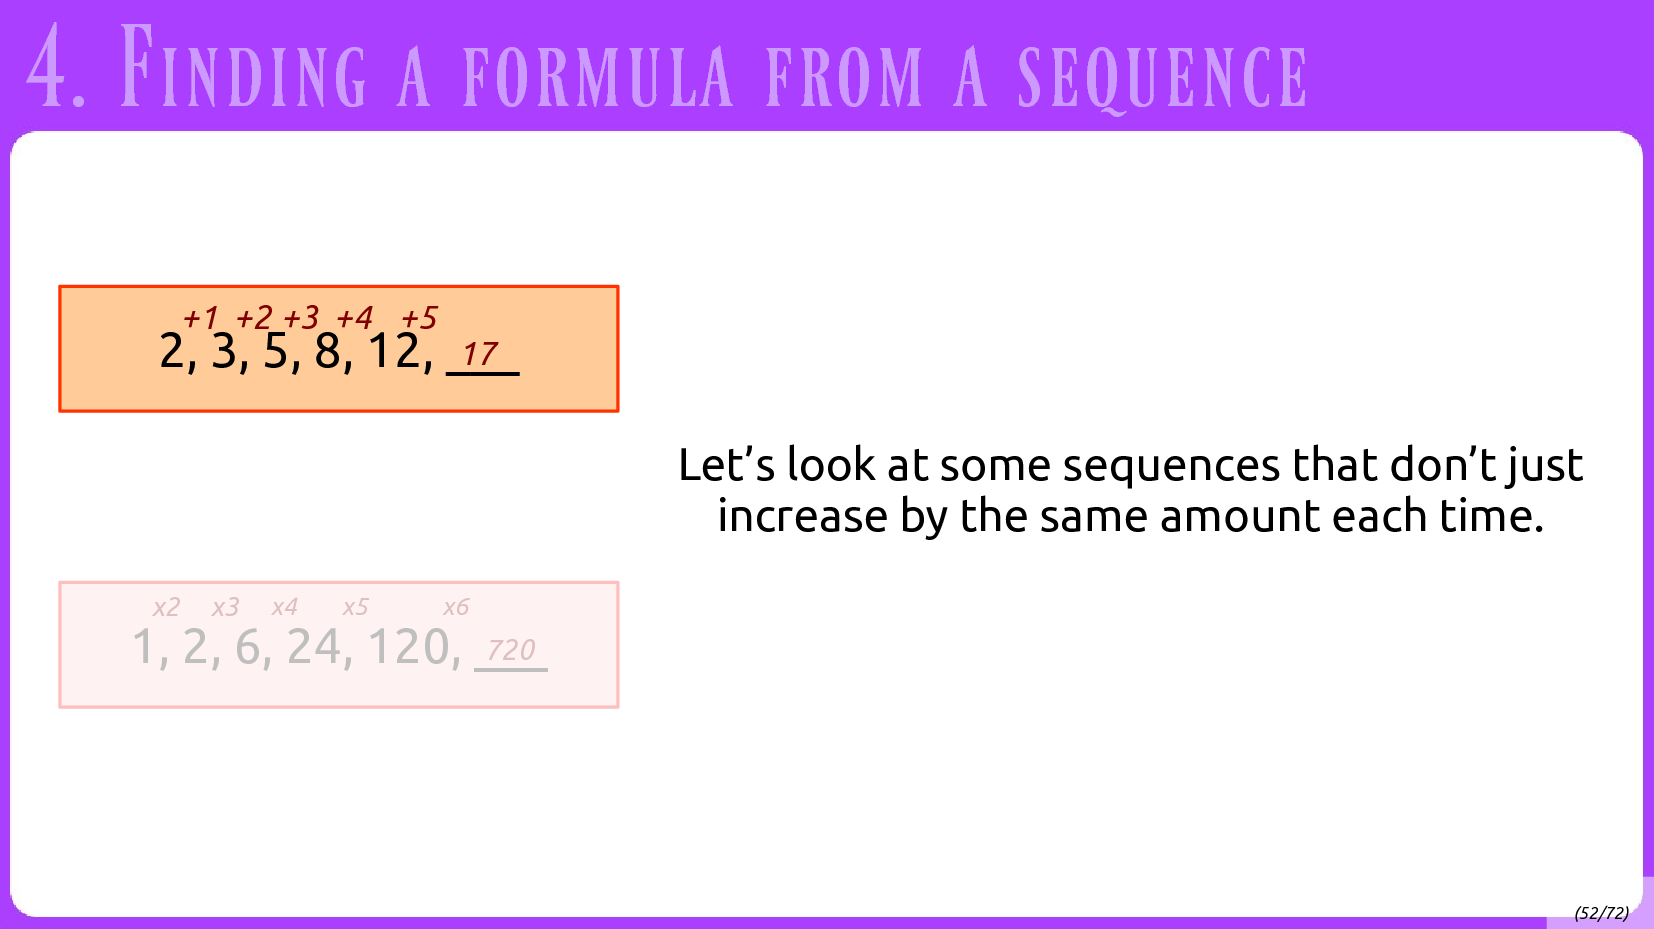 4. Finding a formula from a sequence
+1 +2 +3 +4 +5
2, 3, 5, 8, 12, 17
Let’s look at some sequences that don’t just
increase by the same amount each time.
x2 x3 x4 x5 x6
1, 2, 6, 24, 120, 720
(52/72)